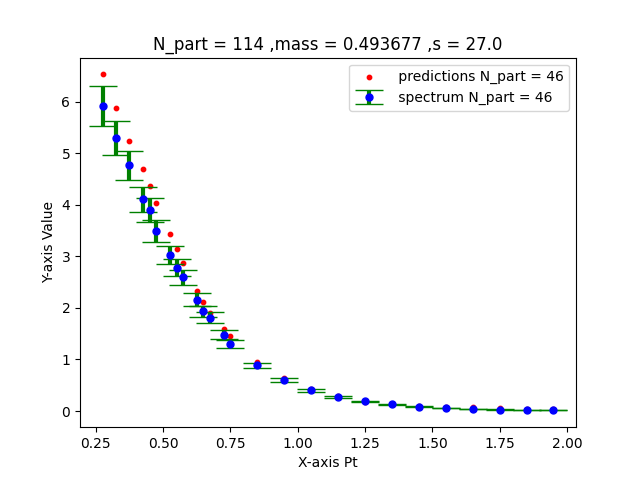 N_part = 114 ,mass = 0.493677 ,s = 27.0
predictions N_part = 46
spectrum N_part = 46
Y-axis Value
6
5
4
3
2
1
0
0.25 0.50 0.75 1.00 1.25 1.50 1.75 2.00
X-axis Pt